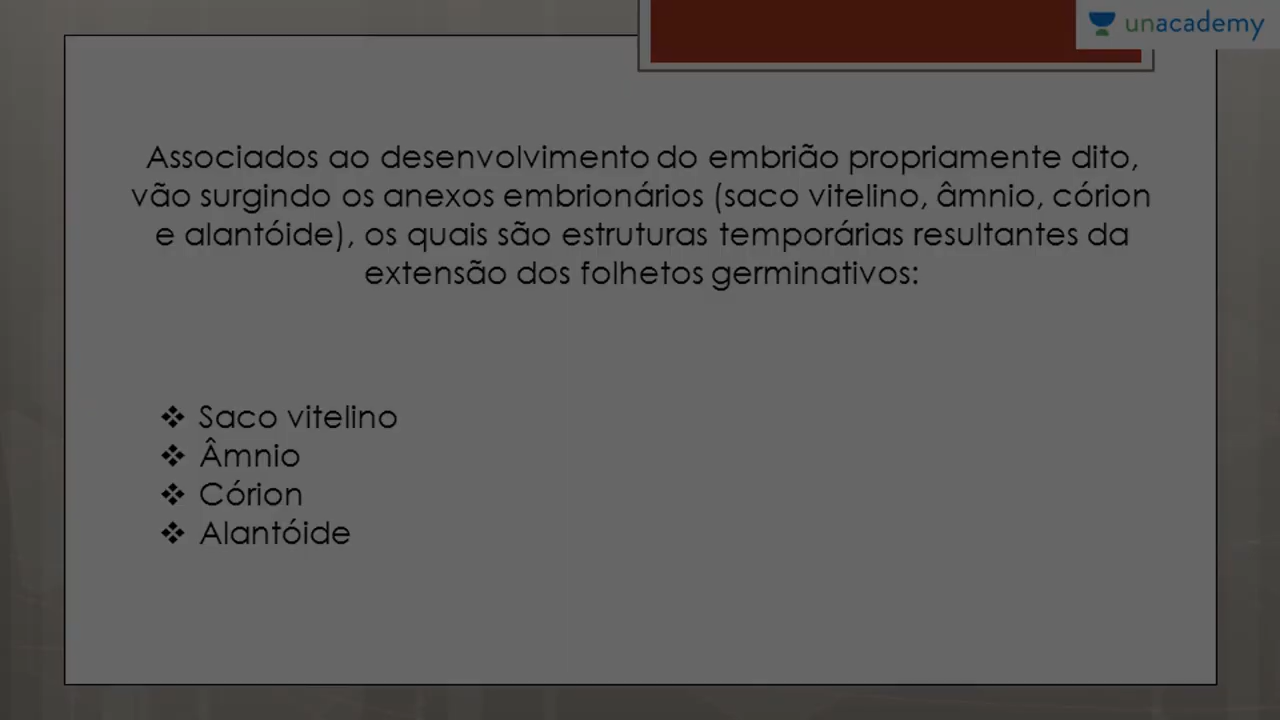 unacademy
Associados ao desenvolvimento do embrião propriamente dito,
vão surgindo os anexos embrionários (saco vitelino, âmnio, córion
e alantóide), os quais são estruturas temporárias resultantes da
extensão dos folhetos germinativos:
❖ Saco vitelino
❖ Âmnio
❖ Córion
❖ Alantóide